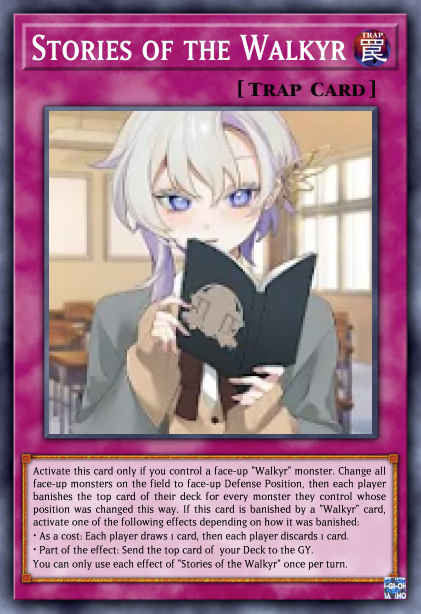 STORIES OF THE WALKYR
TRAP
罠
[TRAP CARD]
Activate this card only if you control a face-up "Walkyr" monster. Change all
face-up monsters on the field to face-up Defense Position, then each player
banishes the top card of their deck for every monster they control whose
position was changed this way. If this card is banished by a "Walkyr" card,
activate one of the following effects depending on how it was banished:
• As a cost: Each player draws 1 card, then each player discards 1 card.
• Part of the effect: Send the top card of your Deck to the GY.
You can only use each effect of "Stories of the Walkyr" once per turn.